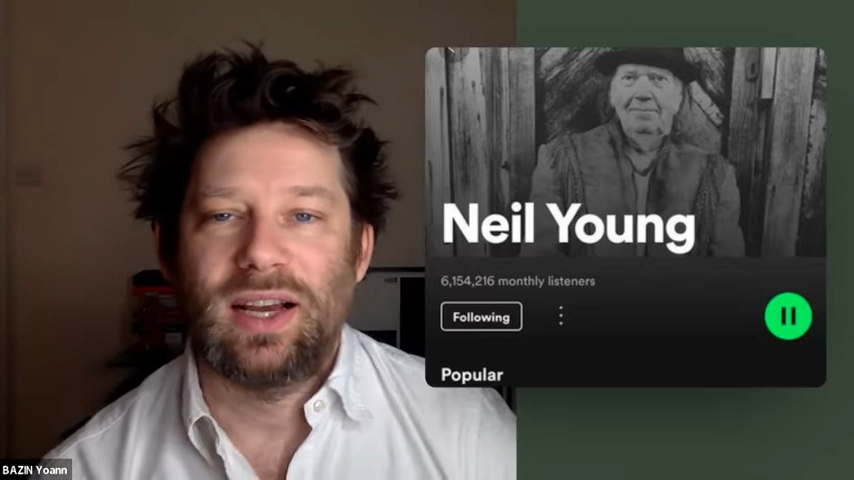 Neil Young
6,154,216 monthly listeners
Following
Popular
BAZIN Yoann